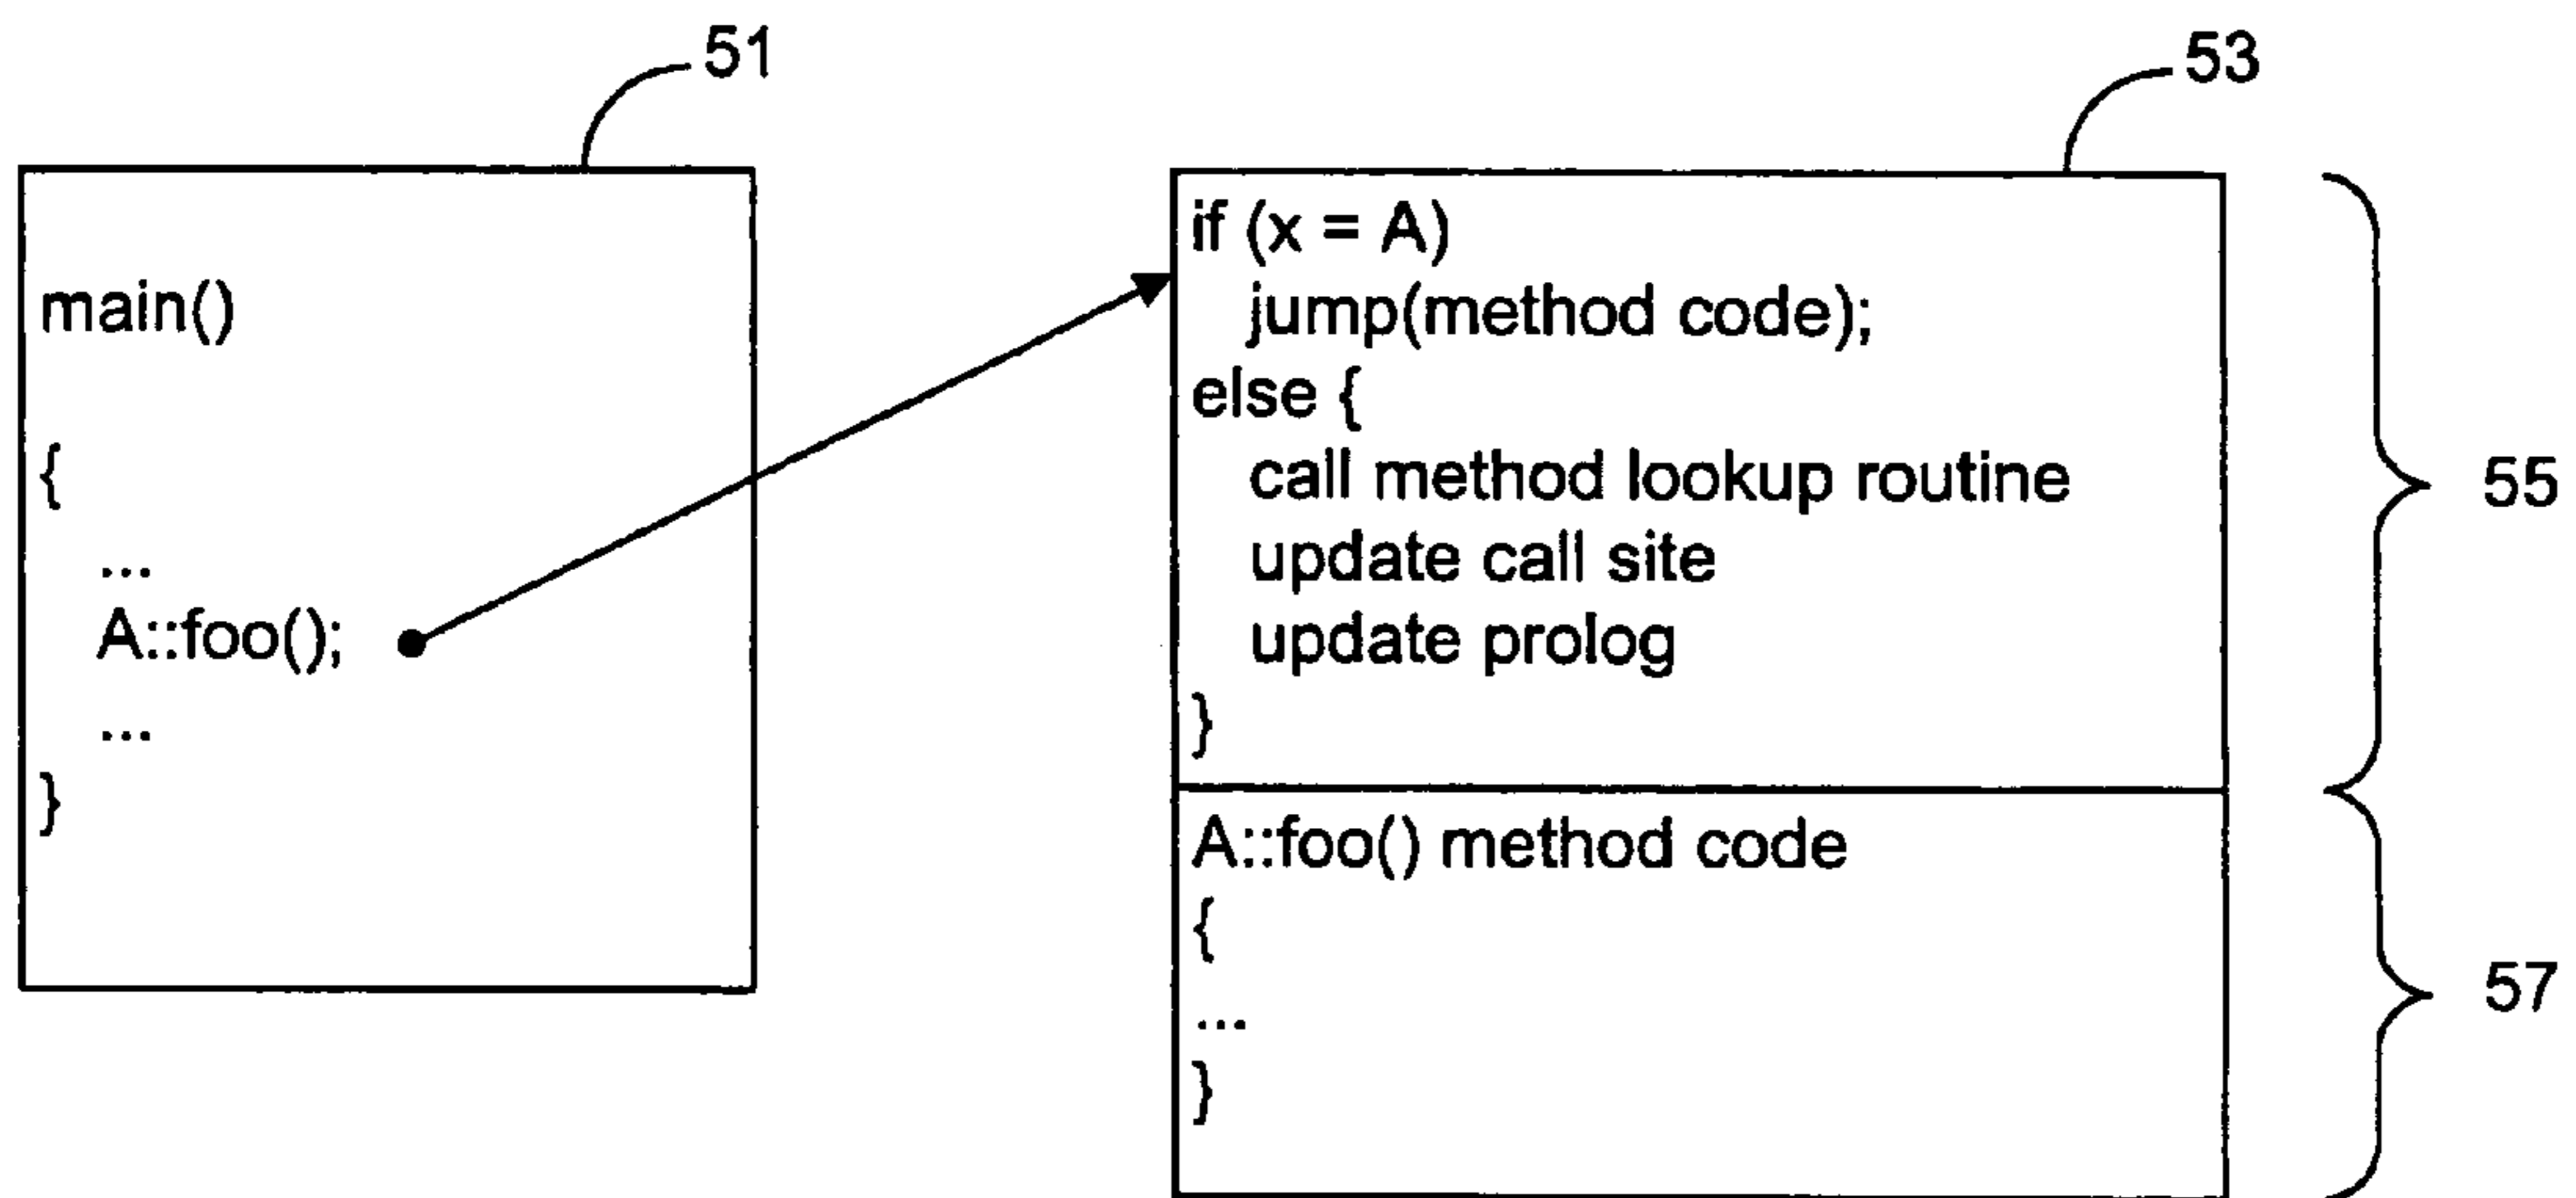 51
main()
{
...
A::foo();
...
}
53
if (x = A)
jump(method code);
else {
call method lookup routine
update call site
update prolog
}
55
A::foo() method code
{
...
}
57